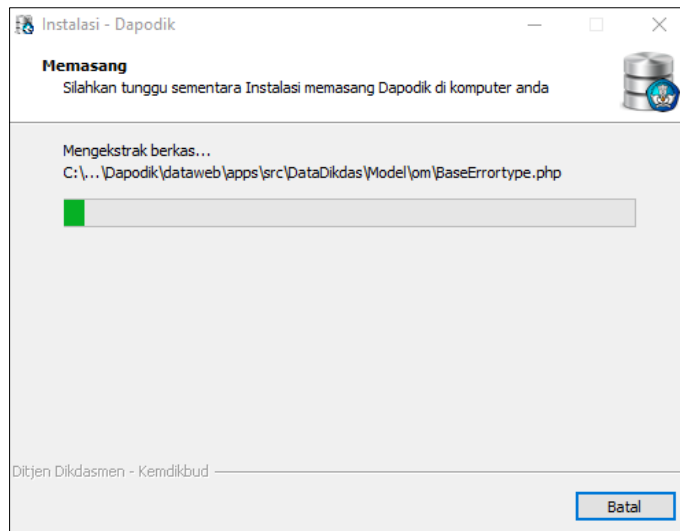 Instalasi - Dapodik
Memasang
Silahkan tunggu sementara Instalasi memasang Dapodik di komputer anda
Mengekstrak berkas...
C:\...\Dapodik\dataweb\apps\src\DataDikdas\Model\om\BaseErrortype.php
Ditjen Dikdasmen - Kemdikbud
Batal